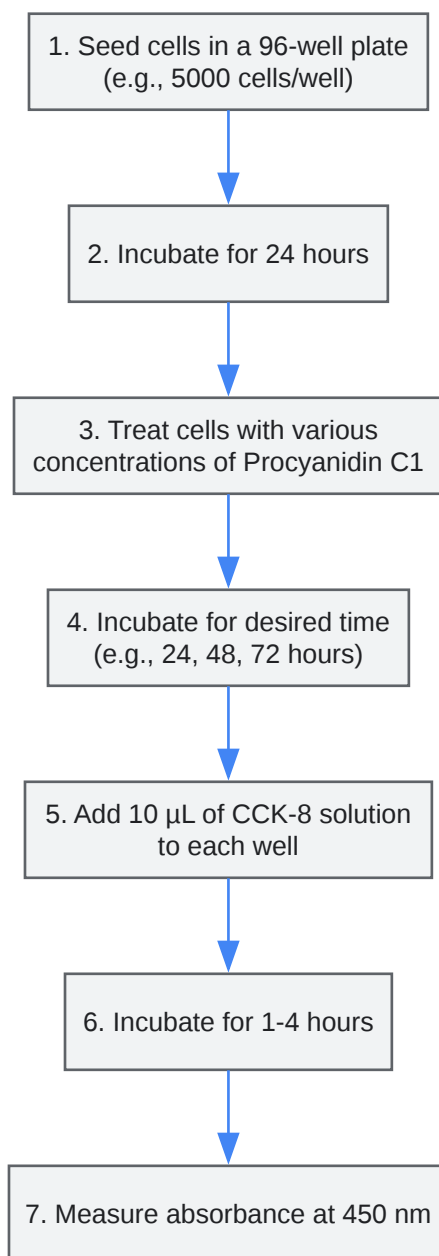 1. Seed cells in a 96-well plate
(e.g., 5000 cells/well)
2. Incubate for 24 hours
3. Treat cells with various
concentrations of Procyanidin C1
4. Incubate for desired time
(e.g., 24, 48, 72 hours)
5. Add 10 µL of CCK-8 solution
to each well
6. Incubate for 1-4 hours
7. Measure absorbance at 450 nm